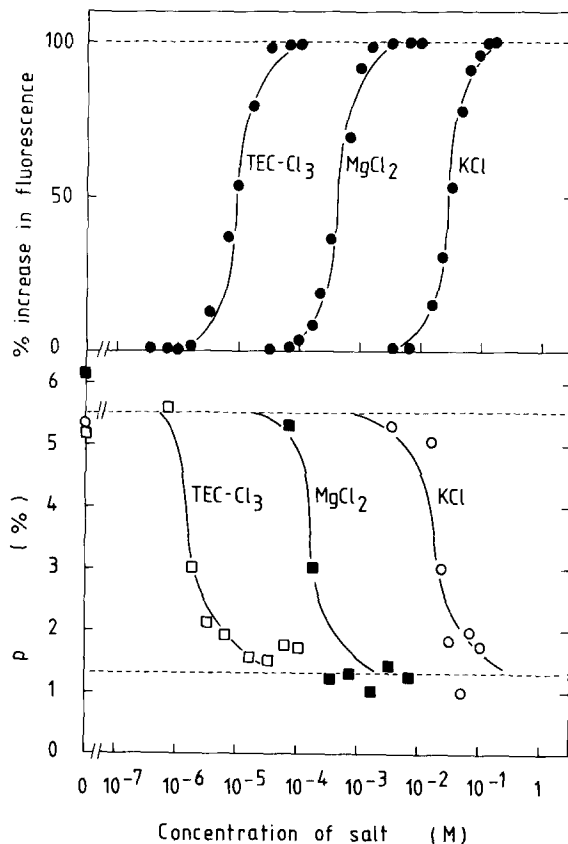 % increase in fluorescence
100
50
0
TEC-Cl₃
MgCl₂
KCl
p (%)
6
5
4
3
2
1
0
TEC-Cl₃
MgCl₂
KCl
0 10⁻⁷ 10⁻⁶ 10⁻⁵ 10⁻⁴ 10⁻³ 10⁻² 10⁻¹ 1
Concentration of salt (M)